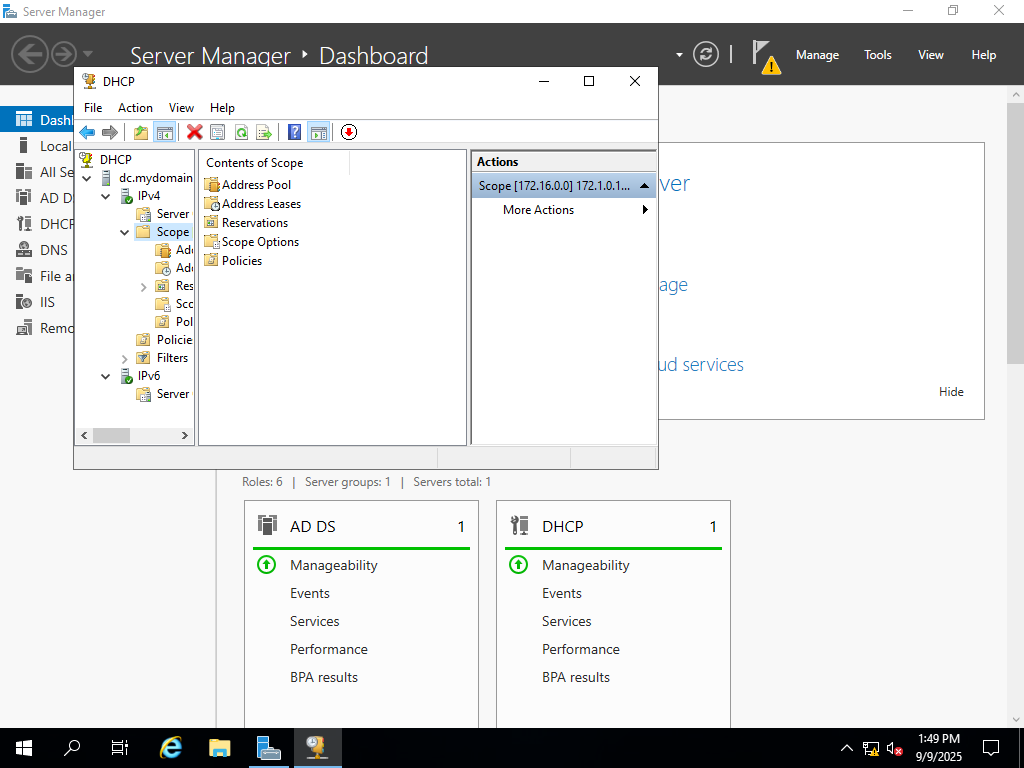 Server Manager
Server Manager
Dashboard
Manage
Tools
View
Help
DHCP
File
Action
View
Help
DHCP
dc.mydomain
IPv4
Server
Scope
Add
Add
Res
Sco
Pol
Policie
Filters
IPv6
Server
Contents of Scope
Address Pool
Address Leases
Reservations
Scope Options
Policies
Actions
Scope [172.16.0.0] 172.1.0.1...
More Actions
Dashb
Local
All Se
AD D
DHCP
DNS
File an
IIS
Remo
ver
age
ud services
Hide
Roles: 6 | Server groups: 1 | Servers total: 1
AD DS 1
Manageability
Events
Services
Performance
BPA results
DHCP 1
Manageability
Events
Services
Performance
BPA results
1:49 PM
9/9/2025